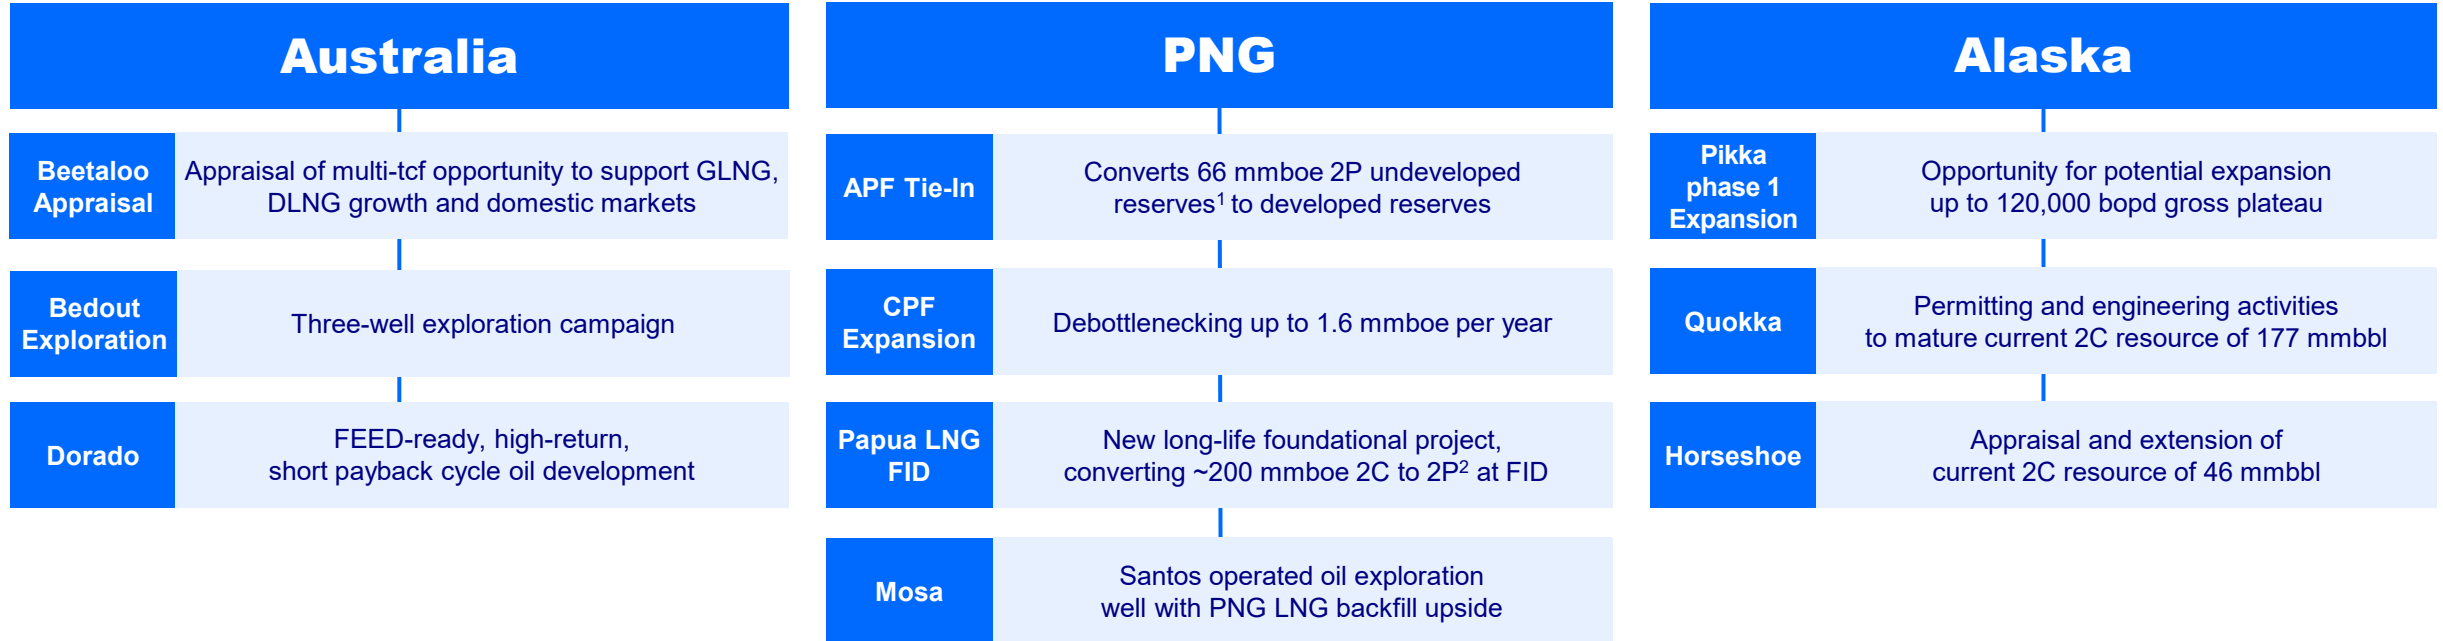 Australia
Beetaloo
Appraisal
Appraisal of multi-tcf opportunity to support GLNG,
DLNG growth and domestic markets
Bedout
Exploration
Three-well exploration campaign
Dorado
FEED-ready, high-return,
short payback cycle oil development
PNG
APF Tie-In
Converts 66 mmboe 2P undeveloped
reserves¹ to developed reserves
CPF
Expansion
Debottlenecking up to 1.6 mmboe per year
Papua LNG
FID
New long-life foundational project,
converting ~200 mmboe 2C to 2P² at FID
Mosa
Santos operated oil exploration
well with PNG LNG backfill upside
Alaska
Pikka
phase 1
Expansion
Opportunity for potential expansion
up to 120,000 bopd gross plateau
Quokka
Permitting and engineering activities
to mature current 2C resource of 177 mmbbl
Horseshoe
Appraisal and extension of
current 2C resource of 46 mmbbl